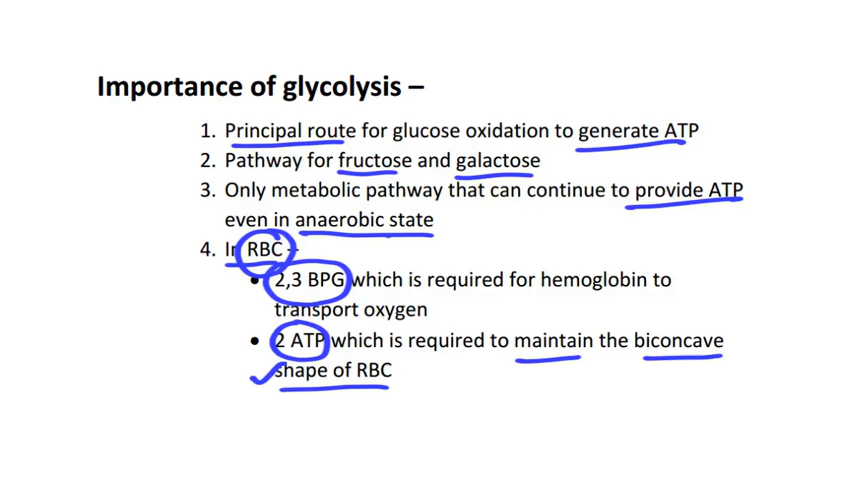 Importance of glycolysis –
1. Principal route for glucose oxidation to generate ATP
2. Pathway for fructose and galactose
3. Only metabolic pathway that can continue to provide ATP
even in anaerobic state
4. In RBC –
• 2,3 BPG which is required for hemoglobin to
transport oxygen
• 2 ATP which is required to maintain the biconcave
shape of RBC